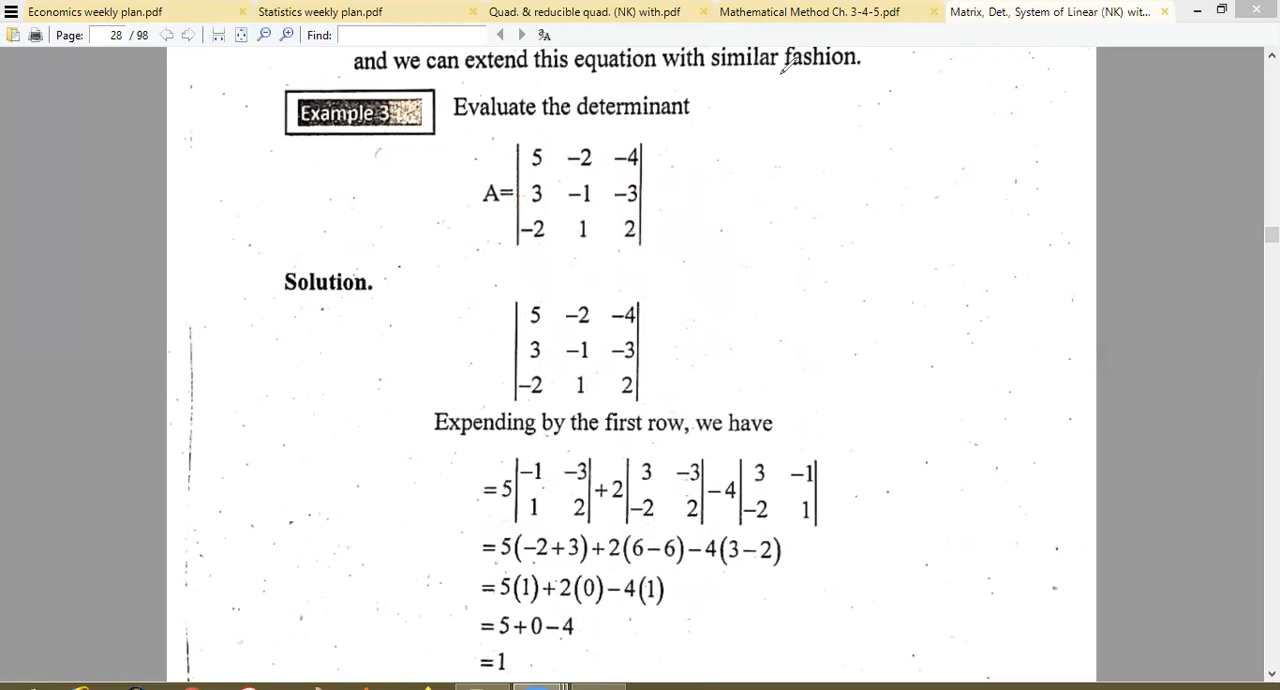 Economics weekly plan.pdf × Statistics weekly plan.pdf × Quad. & reducible quad. (NK) with.pdf × Mathematical Method Ch. 3-4-5.pdf × Matrix, Det., System of Linear (NK) wit... ×
Page: 28 / 98 Find:
and we can extend this equation with similar fashion.
Example 3 Evaluate the determinant
5 −2 −4
A= 3 −1 −3
−2 1 2
Solution.
5 −2 −4
3 −1 −3
−2 1 2
Expending by the first row, we have
=5|−1 −3| +2|3 −3| −4|3 −1|
|1 2| |−2 2| |−2 1|
=5(−2+3)+2(6−6)−4(3−2)
=5(1)+2(0)−4(1)
=5+0−4
=1